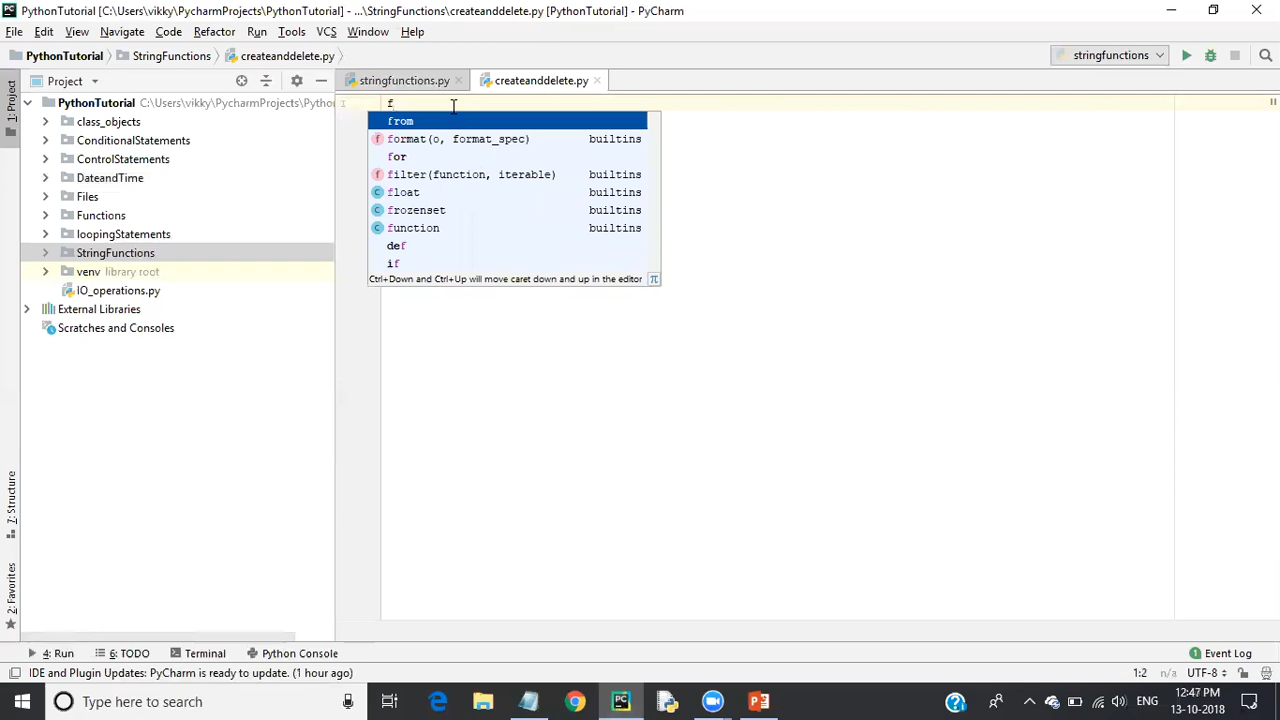 PythonTutorial [C:\Users\vikky\PycharmProjects\PythonTutorial] - ...\StringFunctions\createanddelete.py [PythonTutorial] - PyCharm
File Edit View Navigate Code Refactor Run Tools VCS Window Help
PythonTutorial StringFunctions createanddelete.py stringfunctions
1: Project
Project stringfunctions.py createanddelete.py
PythonTutorial C:\Users\vikky\PycharmProjects\Python
class_objects
ConditionalStatements
ControlStatements
DateandTime
Files
Functions
loopingStatements
StringFunctions
venv library root
iO_operations.py
External Libraries
Scratches and Consoles
f
from
format(o, format_spec) builtins
for
filter(function, iterable) builtins
float builtins
frozenset builtins
function builtins
def
if
Ctrl+Down and Ctrl+Up will move caret down and up in the editor π
7: Structure
2: Favorites
4: Run 6: TODO Terminal Python Console 1 Event Log
IDE and Plugin Updates: PyCharm is ready to update. (1 hour ago) 1:2 n/a UTF-8
Type here to search ENG 12:47 PM
13-10-2018